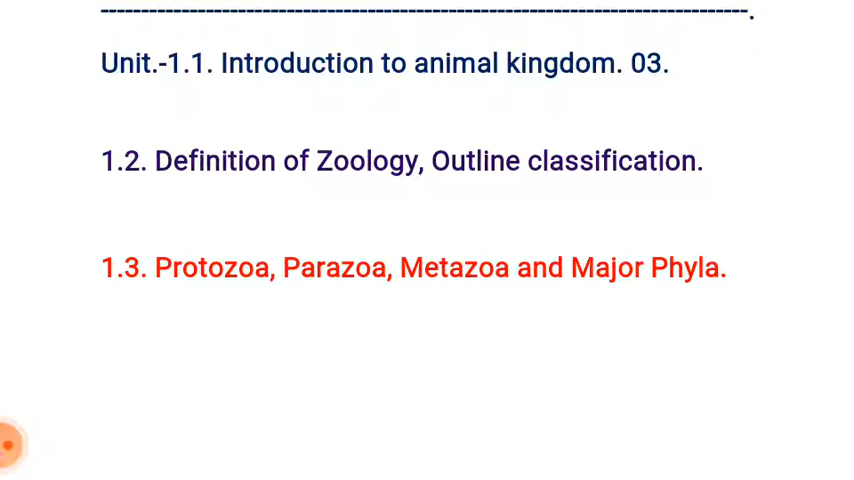 Unit.-1.1. Introduction to animal kingdom. 03.
1.2. Definition of Zoology, Outline classification.
1.3. Protozoa, Parazoa, Metazoa and Major Phyla.